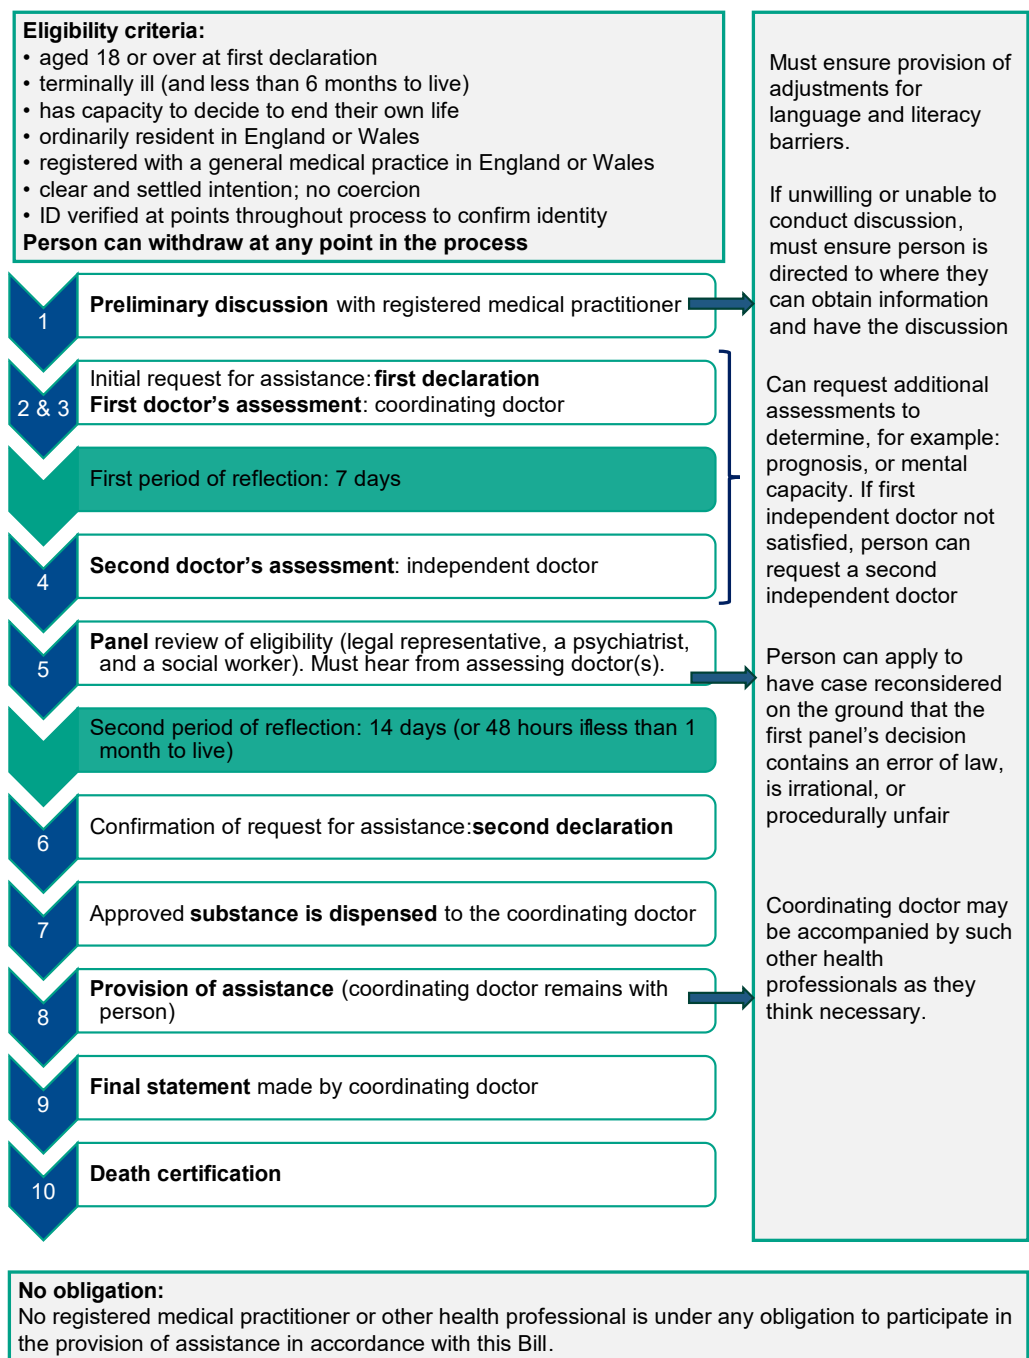 Eligibility criteria:
• aged 18 or over at first declaration
• terminally ill (and less than 6 months to live)
• has capacity to decide to end their own life
• ordinarily resident in England or Wales
• registered with a general medical practice in England or Wales
• clear and settled intention; no coercion
• ID verified at points throughout process to confirm identity
Person can withdraw at any point in the process
1
Preliminary discussion with registered medical practitioner
2 & 3
Initial request for assistance: first declaration
First doctor's assessment: coordinating doctor
First period of reflection: 7 days
4
Second doctor's assessment: independent doctor
5
Panel review of eligibility (legal representative, a psychiatrist,
and a social worker). Must hear from assessing doctor(s).
Second period of reflection: 14 days (or 48 hours if less than 1
month to live)
6
Confirmation of request for assistance: second declaration
7
Approved substance is dispensed to the coordinating doctor
8
Provision of assistance (coordinating doctor remains with
person)
9
Final statement made by coordinating doctor
10
Death certification
Must ensure provision of
adjustments for
language and literacy
barriers.
If unwilling or unable to
conduct discussion,
must ensure person is
directed to where they
can obtain information
and have the discussion
Can request additional
assessments to
determine, for example:
prognosis, or mental
capacity. If first
independent doctor not
satisfied, person can
request a second
independent doctor
Person can apply to
have case reconsidered
on the ground that the
first panel's decision
contains an error of law,
is irrational, or
procedurally unfair
Coordinating doctor may
be accompanied by such
other health
professionals as they
think necessary.
No obligation:
No registered medical practitioner or other health professional is under any obligation to participate in
the provision of assistance in accordance with this Bill.